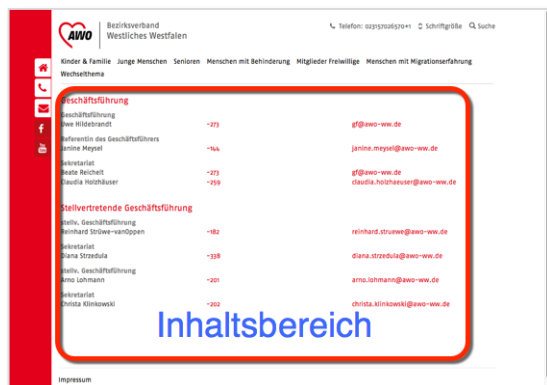 AWO
Bezirksverband
Westliches Westfalen
Telefon: 023157026570+1 Schriftgröße Suche
Kinder & Familie Junge Menschen Senioren Menschen mit Behinderung Mitglieder Freiwillige Menschen mit Migrationserfahrung
Wechselthema
Geschäftsführung
Geschäftsführung
Uwe Hildebrandt -273 gf@awo-ww.de
Referentin des Geschäftsführers
Janine Meysel -144 janine.meysel@awo-ww.de
Sekretariat
Beate Reichelt -273 gf@awo-ww.de
Claudia Holzhäuser -259 claudia.holzhaeuser@awo-ww.de
Stellvertretende Geschäftsführung
stellv. Geschäftsführung
Reinhard Strüwe-vanOppen -182 reinhard.struewe@awo-ww.de
Sekretariat
Diana Strzedula -338 diana.strzedula@awo-ww.de
stellv. Geschäftsführung
Arno Lohmann -201 arno.lohmann@awo-ww.de
Sekretariat
Christa Klinkowski -202 christa.klinkowski@awo-ww.de
Inhaltsbereich
Impressum